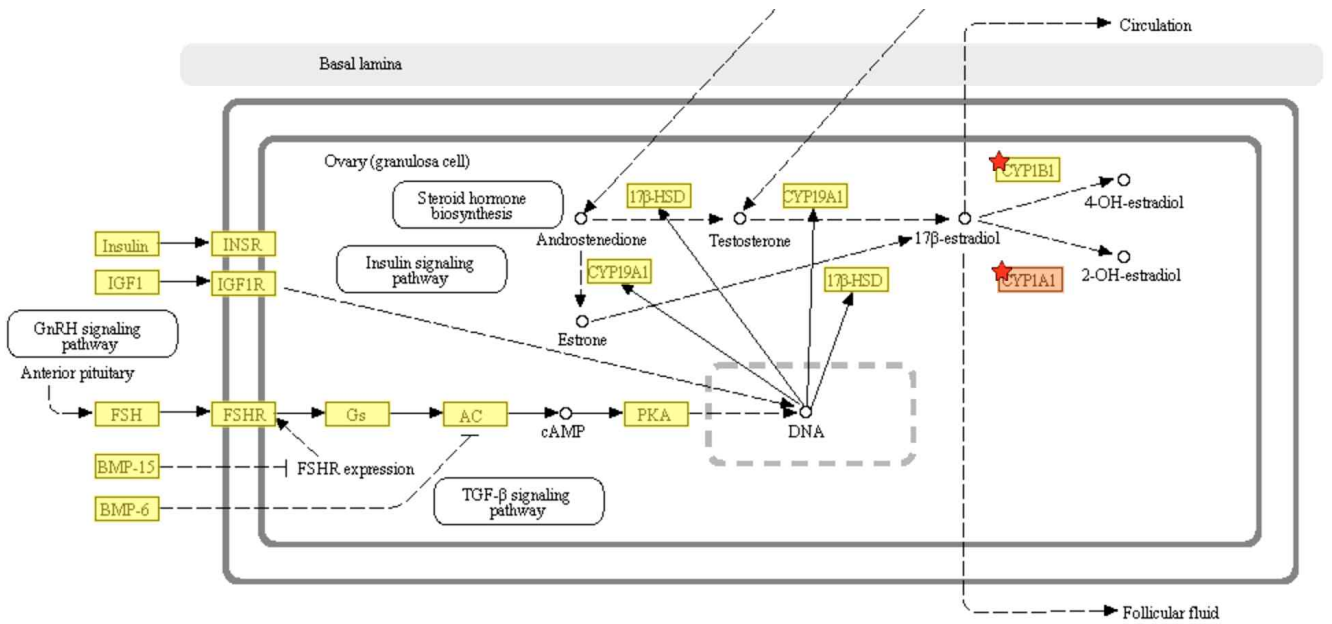 Circulation
Basal lamina
Ovary (granulosa cell)
Steroid hormone
biosynthesis
17β-HSD
CYP19A1
CYP1B1
4-OH-estradiol
Androstenedione
Testosterone
17β-estradiol
Insulin
INSR
Insulin signaling
pathway
CYP19A1
17β-HSD
CYP1A1
2-OH-estradiol
IGF1
IGF1R
GnRH signaling
pathway
Estrone
Anterior pituitary
FSH
FSHR
Gs
AC
cAMP
PKA
DNA
BMP-15
FSHR expression
BMP-6
TGF-β signaling
pathway
Follicular fluid